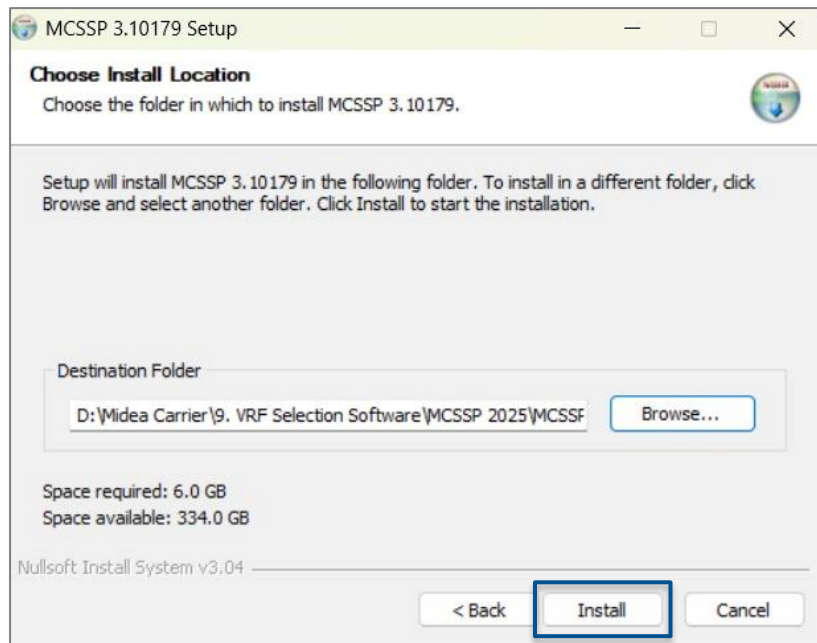 MCSSP 3.10179 Setup
Choose Install Location
Choose the folder in which to install MCSSP 3.10179.
Setup will install MCSSP 3.10179 in the following folder. To install in a different folder, click
Browse and select another folder. Click Install to start the installation.
Destination Folder
D:\Midea Carrier\9. VRF Selection Software\MCSSP 2025\MCSSP
Browse...
Space required: 6.0 GB
Space available: 334.0 GB
Nullsoft Install System v3.04
< Back Install Cancel